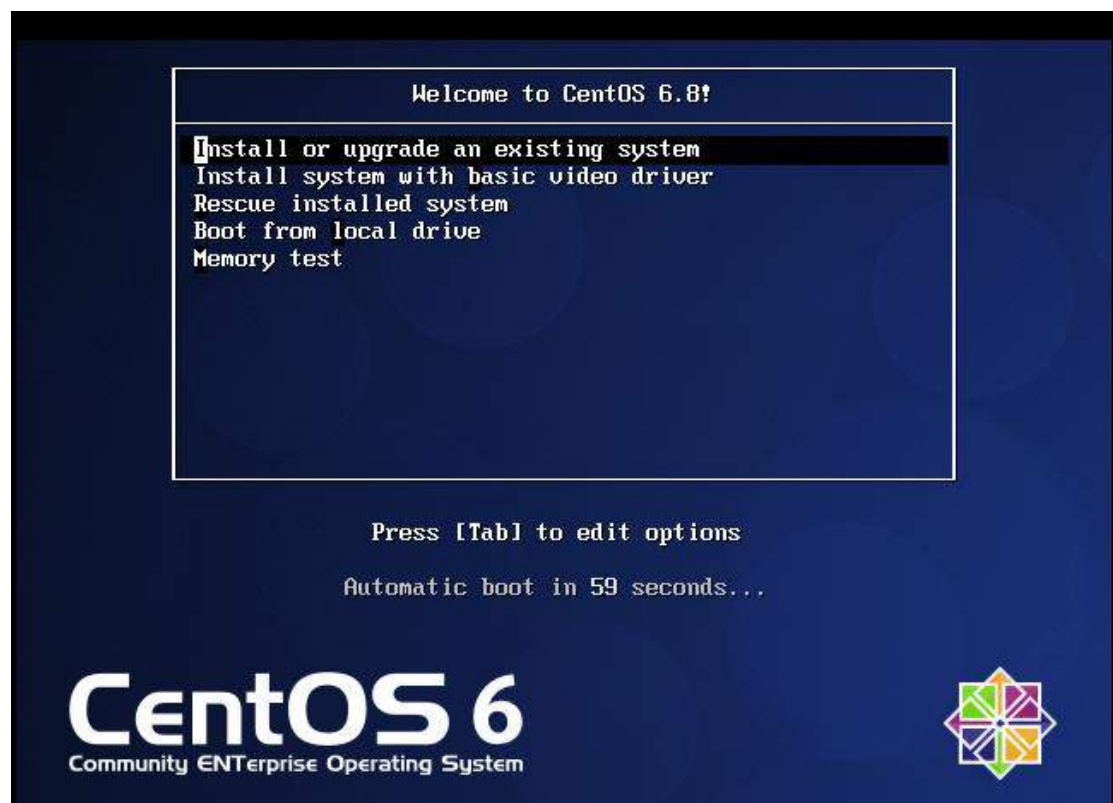 Welcome to CentOS 6.8!
Install or upgrade an existing system
Install system with basic video driver
Rescue installed system
Boot from local drive
Memory test
Press [Tab] to edit options
Automatic boot in 59 seconds...
CentOS 6
Community ENTerprise Operating System